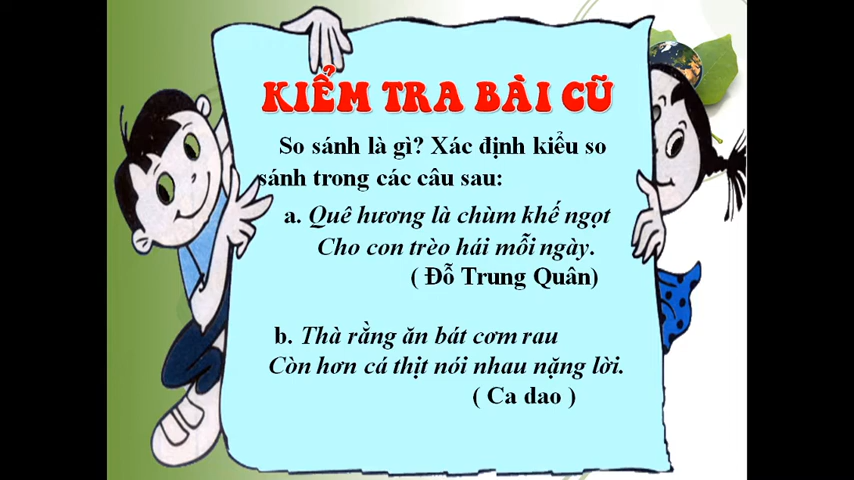 KIỂM TRA BÀI CŨ
So sánh là gì? Xác định kiểu so
sánh trong các câu sau:
a. Quê hương là chùm khế ngọt
Cho con trèo hái mỗi ngày.
( Đỗ Trung Quân)
b. Thà rằng ăn bát cơm rau
Còn hơn cá thịt nói nhau nặng lời.
( Ca dao )